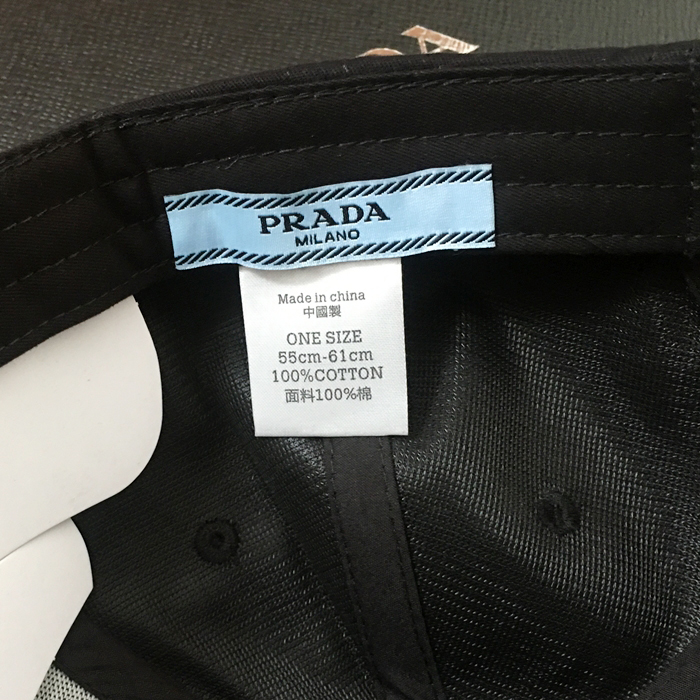 PRADA
MILANO
Made in china
中國製
ONE SIZE
55cm-61cm
100%COTTON
面料100%棉